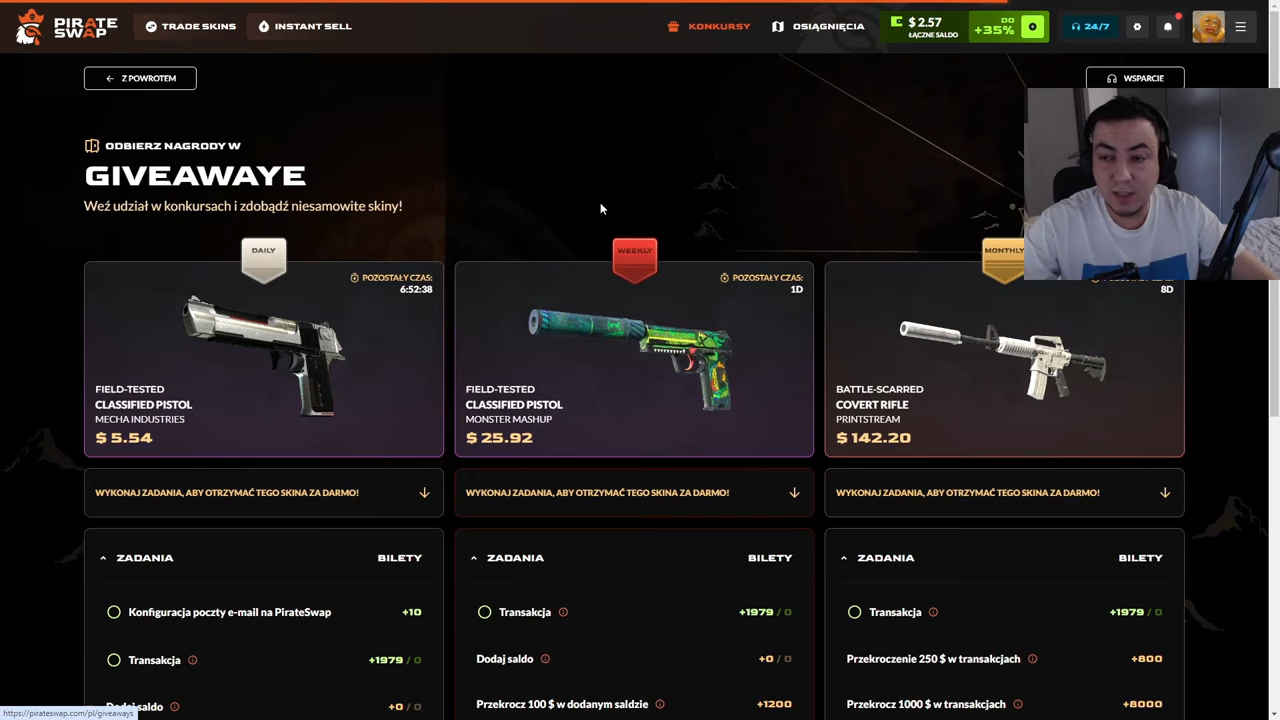 PIRATE
SWAP
TRADE SKINS
INSTANT SELL
KONKURSY
OSIĄGNIĘCIA
$ 2.57
ŁĄCZNE SALDO
DO
+35%
24/7
Z POWROTEM
WSPARCIE
ODBIERZ NAGRODY W
GIVEAWAYE
Weź udział w konkursach i zdobądź niesamowite skiny!
DAILY
POZOSTAŁY CZAS:
6:52:38
FIELD-TESTED
CLASSIFIED PISTOL
MECHA INDUSTRIES
$ 5.54
WEEKLY
POZOSTAŁY CZAS:
1D
FIELD-TESTED
CLASSIFIED PISTOL
MONSTER MASHUP
$ 25.92
MONTHLY
8D
BATTLE-SCARRED
COVERT RIFLE
PRINTSTREAM
$ 142.20
WYKONAJ ZADANIA, ABY OTRZYMAĆ TEGO SKINA ZA DARMO!
WYKONAJ ZADANIA, ABY OTRZYMAĆ TEGO SKINA ZA DARMO!
WYKONAJ ZADANIA, ABY OTRZYMAĆ TEGO SKINA ZA DARMO!
ZADANIA BILETY
Konfiguracja poczty e-mail na PirateSwap +10
Transakcja +1979 / 0
Dodaj saldo +0 / 0
ZADANIA BILETY
Transakcja +1979 / 0
Dodaj saldo +0 / 0
Przekrocz 100 $ w dodanym saldzie +1200
ZADANIA BILETY
Transakcja +1979 / 0
Przekroczenie 250 $ w transakcjach +800
Przekrocz 1000 $ w transakcjach +8000
https://pirateswap.com/pl/giveaways